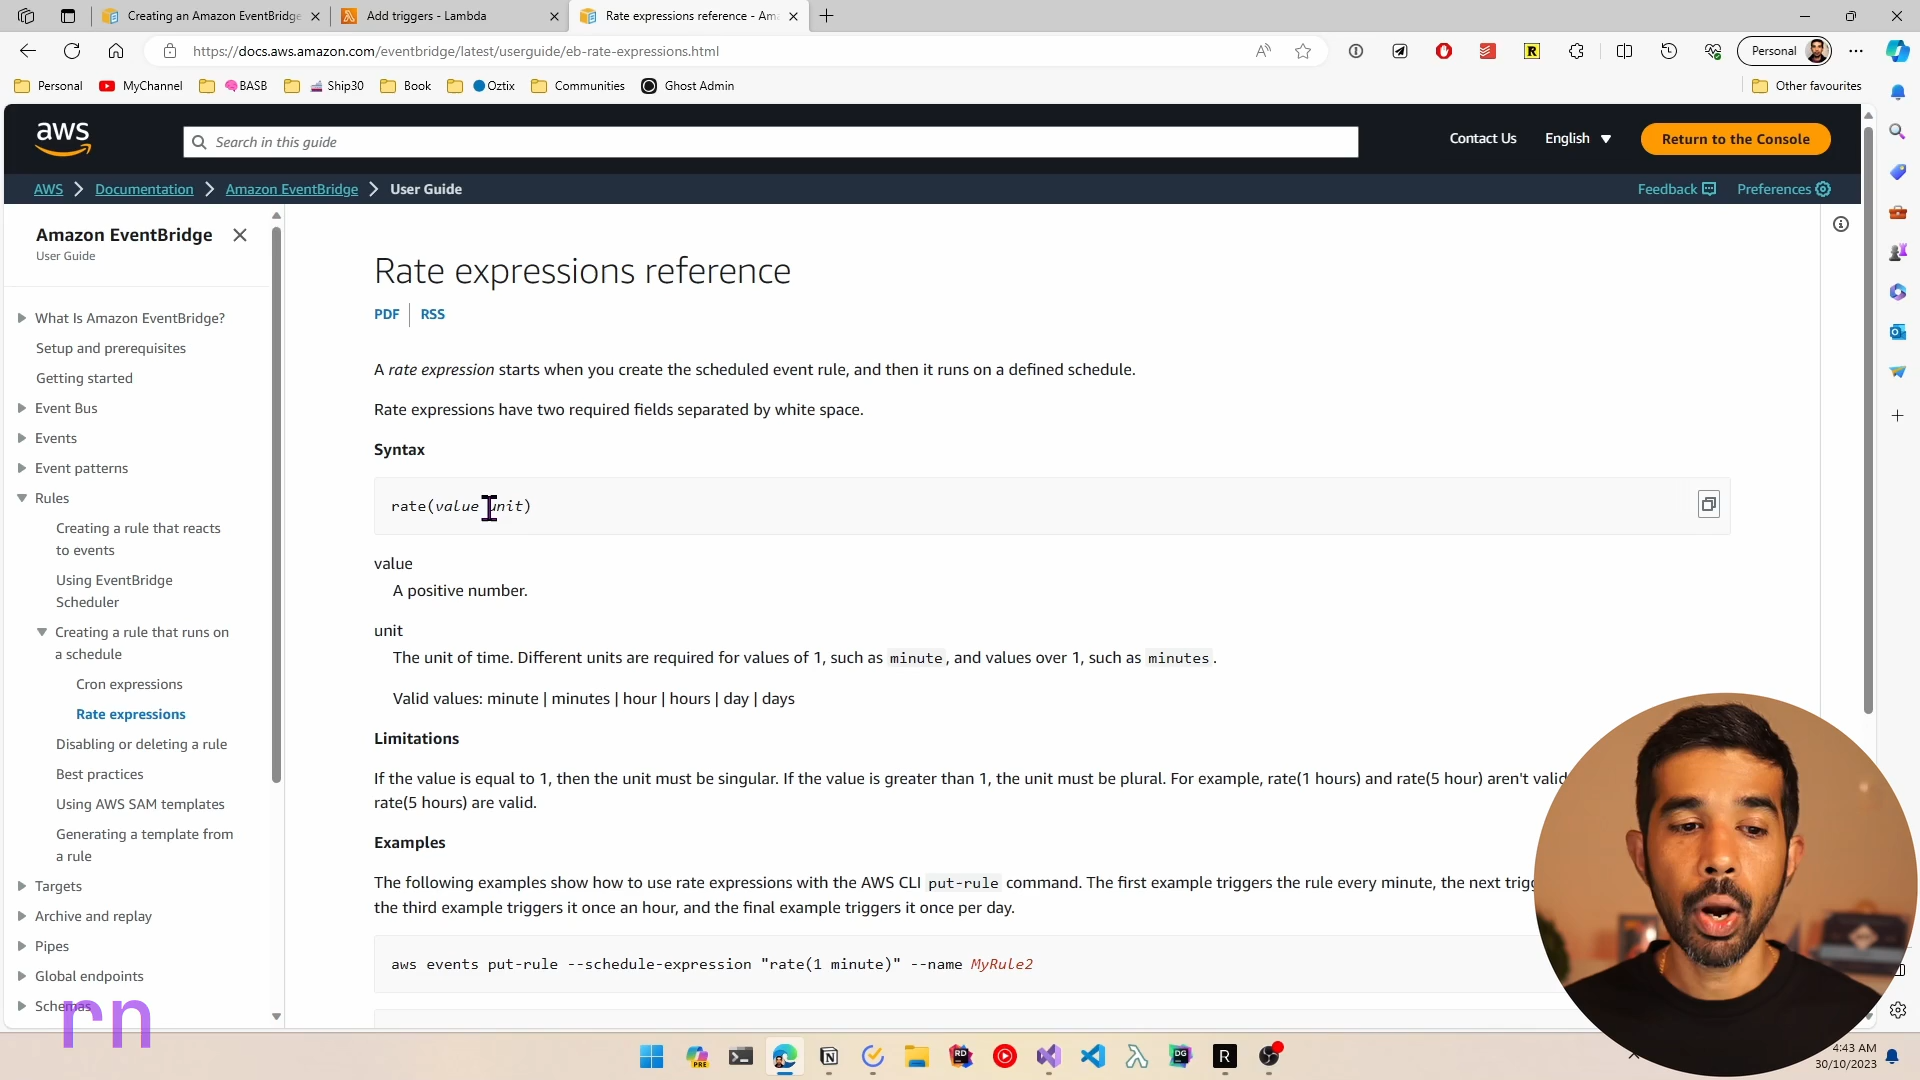 Creating an Amazon EventBridge
Add triggers - Lambda
Rate expressions reference - Ama
https://docs.aws.amazon.com/eventbridge/latest/userguide/eb-rate-expressions.html
Personal
Personal
MyChannel
BASB
Ship30
Book
Oztix
Communities
Ghost Admin
Other favourites
aws
Search in this guide
Contact Us
English
Return to the Console
AWS
Documentation
Amazon EventBridge
User Guide
Feedback
Preferences
Amazon EventBridge
User Guide
What Is Amazon EventBridge?
Setup and prerequisites
Getting started
Event Bus
Events
Event patterns
Rules
Creating a rule that reacts
to events
Using EventBridge
Scheduler
Creating a rule that runs on
a schedule
Cron expressions
Rate expressions
Disabling or deleting a rule
Best practices
Using AWS SAM templates
Generating a template from
a rule
Targets
Archive and replay
Pipes
Global endpoints
Schemas
rn
Rate expressions reference
PDF | RSS
A rate expression starts when you create the scheduled event rule, and then it runs on a defined schedule.
Rate expressions have two required fields separated by white space.
Syntax
rate(value unit)
value
A positive number.
unit
The unit of time. Different units are required for values of 1, such as minute, and values over 1, such as minutes.
Valid values: minute | minutes | hour | hours | day | days
Limitations
If the value is equal to 1, then the unit must be singular. If the value is greater than 1, the unit must be plural. For example, rate(1 hours) and rate(5 hour) aren't valid
rate(5 hours) are valid.
Examples
The following examples show how to use rate expressions with the AWS CLI put-rule command. The first example triggers the rule every minute, the next trigg
the third example triggers it once an hour, and the final example triggers it once per day.
aws events put-rule --schedule-expression "rate(1 minute)" --name MyRule2
PRE
RD
DG
R
4:43 AM
30/10/2023